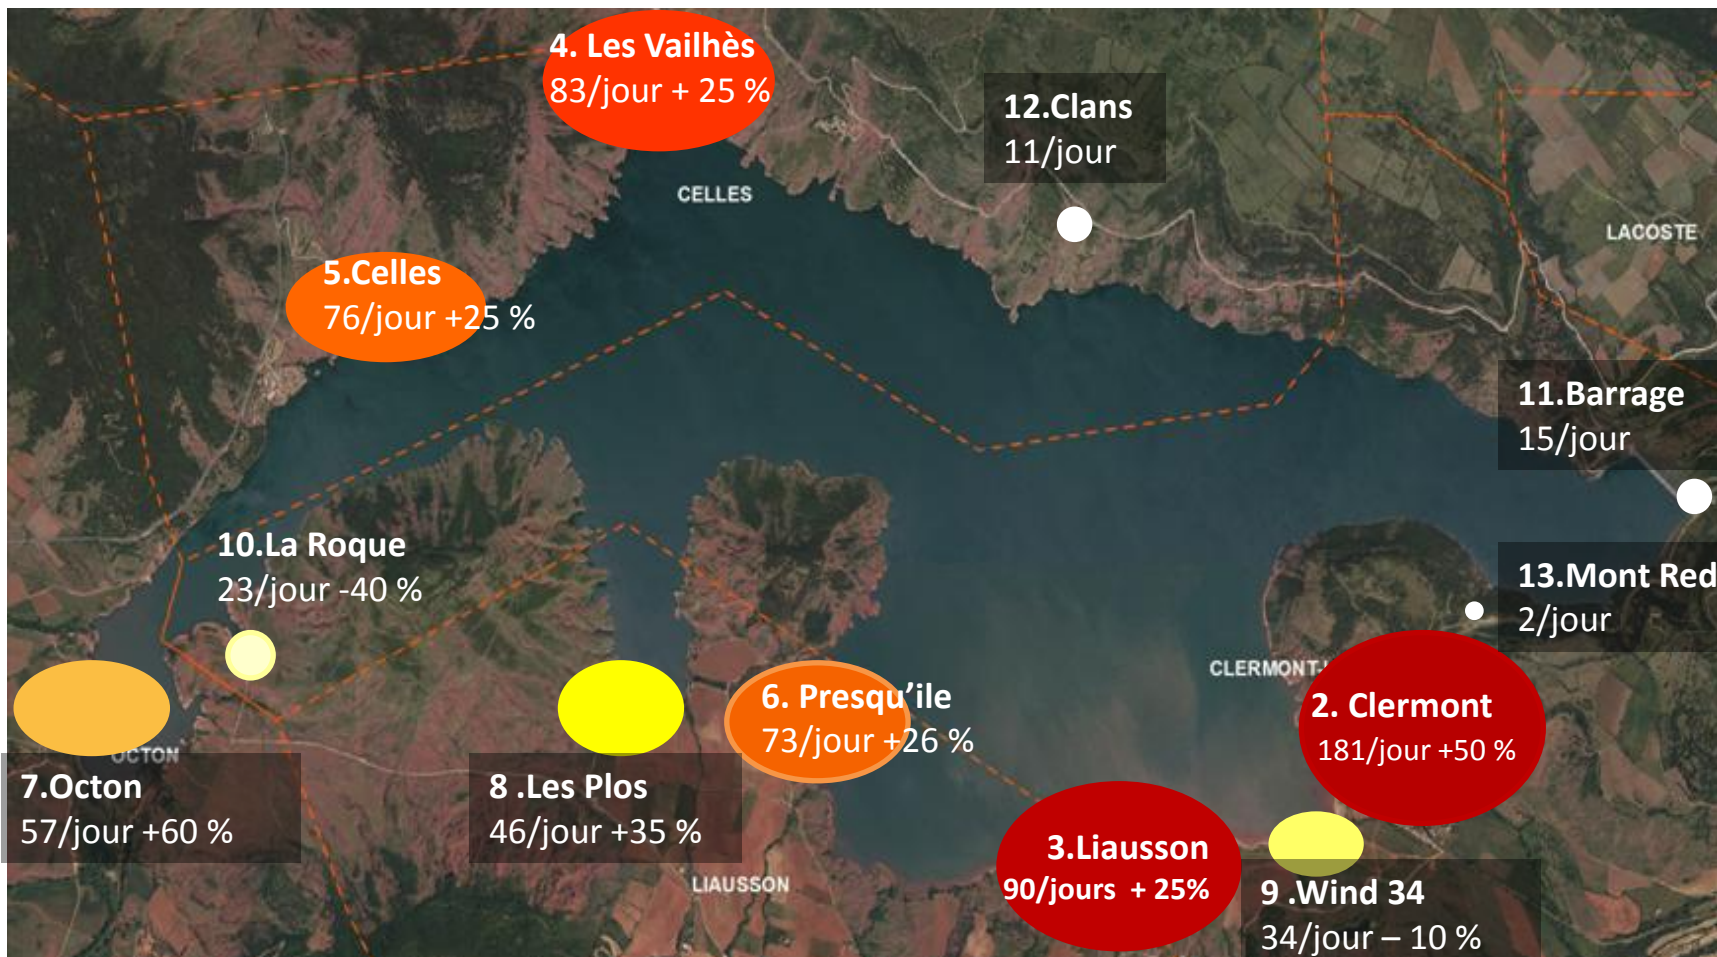 4. Les Vailhès
83/jour + 25 %
12.Clans
11/jour
CELLES
LACOSTE
5.Celles
76/jour +25 %
11.Barrage
15/jour
10.La Roque
23/jour -40 %
13.Mont Red
2/jour
CLERMONT-
2. Clermont
181/jour +50 %
6. Presqu’ile
73/jour +26 %
OCTON
7.Octon
57/jour +60 %
8 .Les Plos
46/jour +35 %
3.Liausson
90/jours + 25%
LIAUSSON
9 .Wind 34
34/jour – 10 %